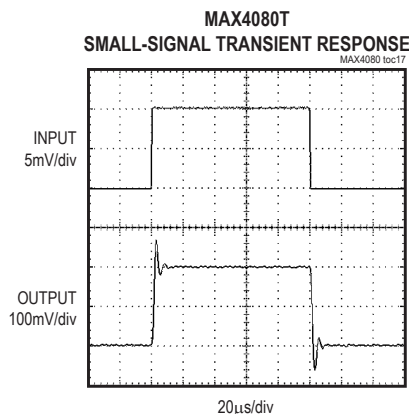 MAX4080T
SMALL-SIGNAL TRANSIENT RESPONSE
MAX4080 toc17
INPUT
5mV/div
OUTPUT
100mV/div
20μs/div